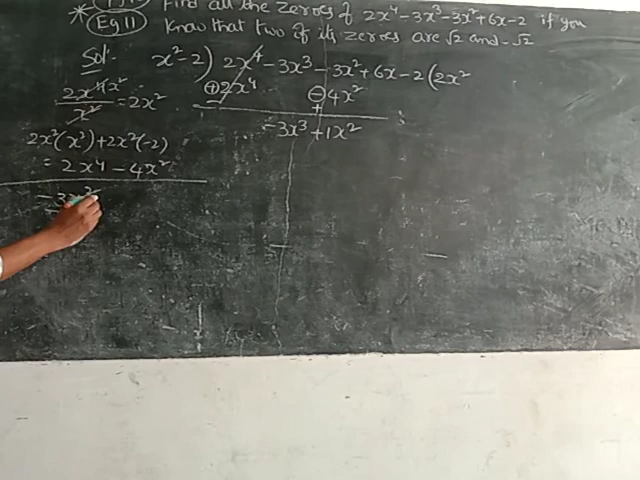 Find all the zeroes of 2x⁴-3x³-3x²+6x-2 if you
* Eg 11 Know that two of its zeroes are √2 and -√2
Sol: x²-2) 2x⁴-3x³-3x²+6x-2 (2x²
2x⁴/x² = 2x²
+2x⁴ -4x²
- +
-3x³+1x²
2x²(x²)+2x²(-2)
= 2x⁴-4x²